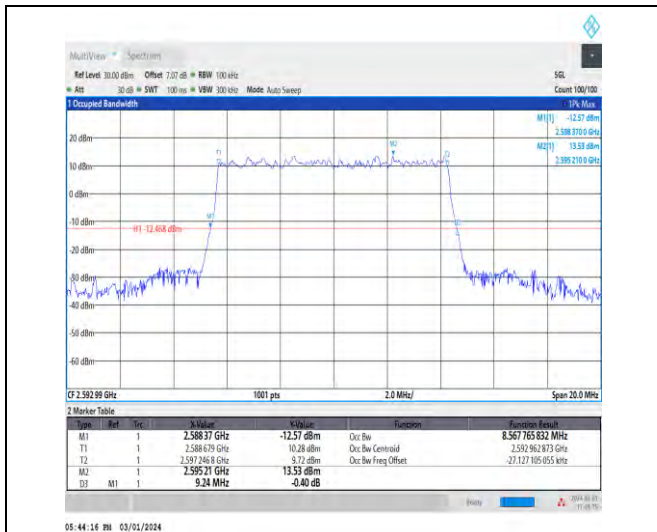 MultiView Spectrum
Ref Level 30.00 dBm Offset 7.07 dB RBW 100 kHz SGL
Att 30 dB SWT 100 ms VBW 300 kHz Mode Auto Sweep Count 100/100
1 Occupied Bandwidth 1Pk Max
M1[1] -12.57 dBm
2.588 370 0 GHz
M2[1] 13.53 dBm
2.595 210 0 GHz
20 dBm
10 dBm
0 dBm
-10 dBm
H1 -12.468 dBm
-20 dBm
-30 dBm
-40 dBm
-50 dBm
-60 dBm
M2
T1
M1
CF 2.592 99 GHz 1001 pts 2.0 MHz/ Span 20.0 MHz
2 Marker Table
Type Ref Trc X-Value Y-Value Function Function Result
M1 1 2.588 37 GHz -12.57 dBm Occ Bw 8.567 765 832 MHz
T1 1 2.588 679 GHz 10.28 dBm Occ Bw Centroid 2.592 962 873 GHz
T2 1 2.597 246 8 GHz 9.72 dBm Occ Bw Freq Offset -27.127 105 055 kHz
M2 1 2.595 21 GHz 13.53 dBm
D3 M1 1 9.24 MHz -0.40 dB
Ready
05:44:16 PM 03/01/2024